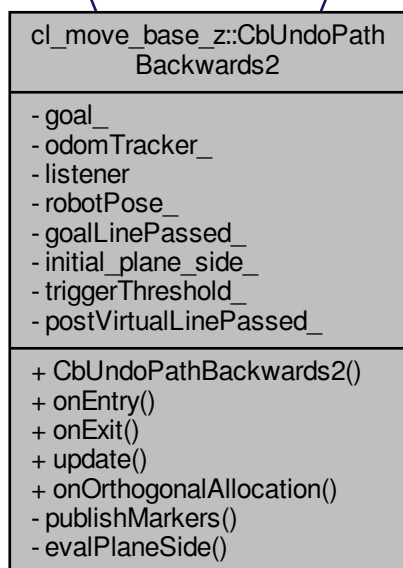 cl_move_base_z::CbUndoPath
Backwards2
- goal_
- odomTracker_
- listener
- robotPose_
- goalLinePassed_
- initial_plane_side_
- triggerThreshold_
- postVirtualLinePassed_
+ CbUndoPathBackwards2()
+ onEntry()
+ onExit()
+ update()
+ onOrthogonalAllocation()
- publishMarkers()
- evalPlaneSide()